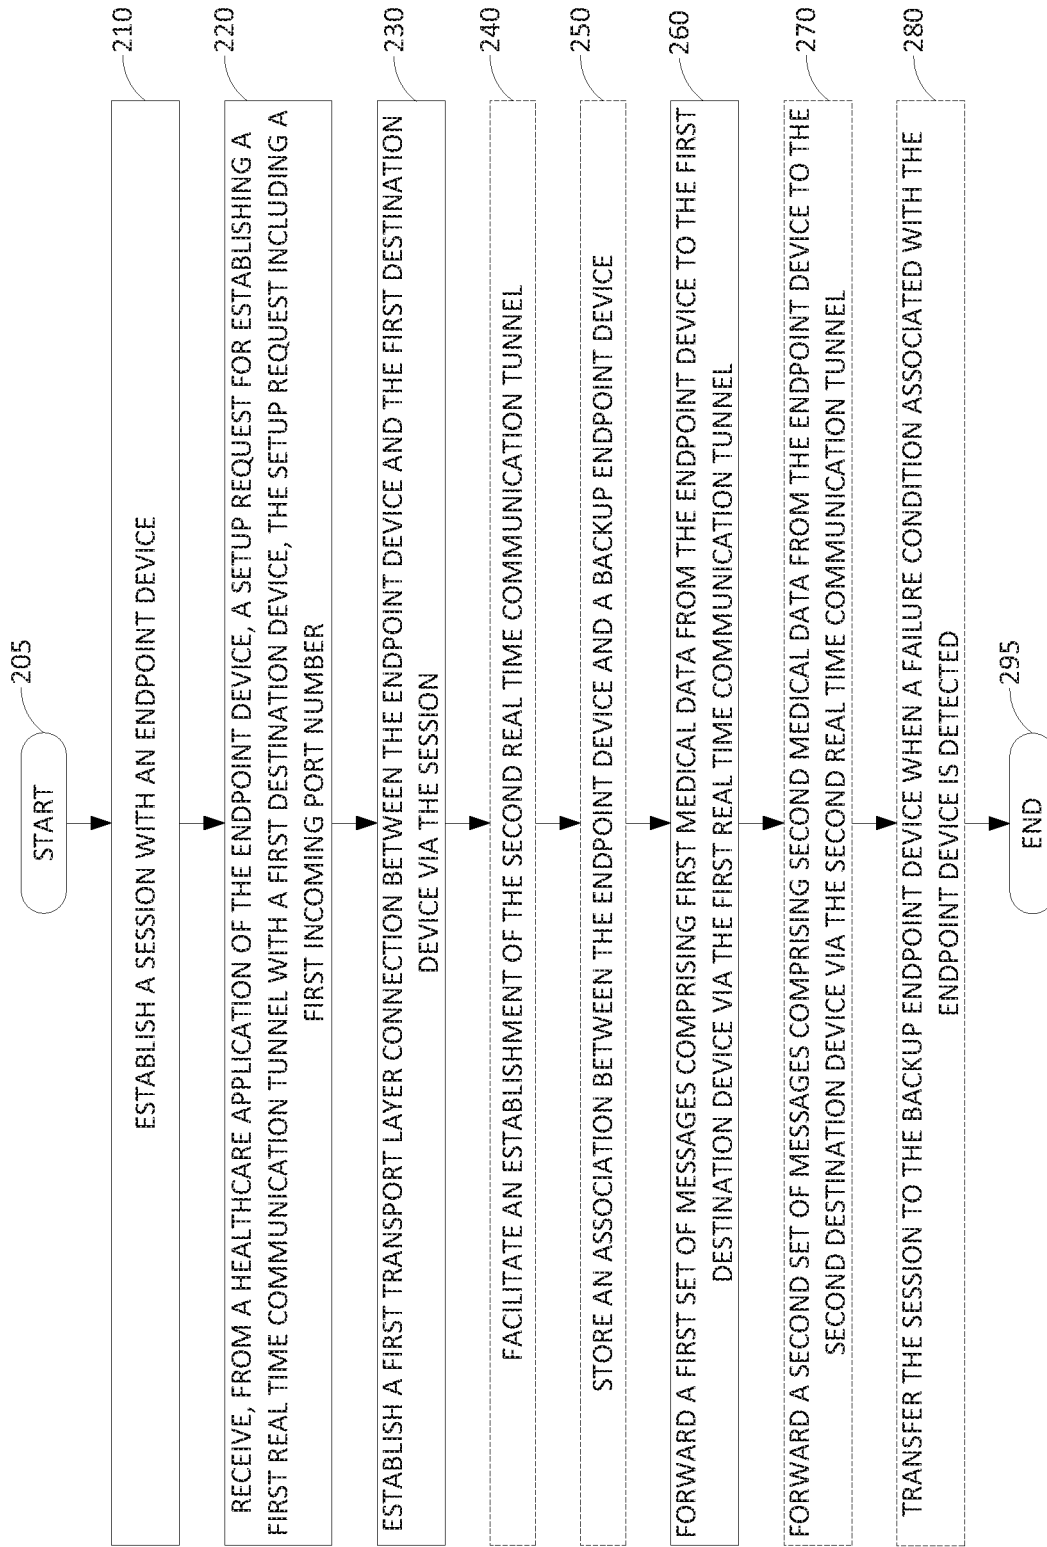 205
START
210
ESTABLISH A SESSION WITH AN ENDPOINT DEVICE
220
RECEIVE, FROM A HEALTHCARE APPLICATION OF THE ENDPOINT DEVICE, A SETUP REQUEST FOR ESTABLISHING A
FIRST REAL TIME COMMUNICATION TUNNEL WITH A FIRST DESTINATION DEVICE, THE SETUP REQUEST INCLUDING A
FIRST INCOMING PORT NUMBER
230
ESTABLISH A FIRST TRANSPORT LAYER CONNECTION BETWEEN THE ENDPOINT DEVICE AND THE FIRST DESTINATION
DEVICE VIA THE SESSION
240
FACILITATE AN ESTABLISHMENT OF THE SECOND REAL TIME COMMUNICATION TUNNEL
250
STORE AN ASSOCIATION BETWEEN THE ENDPOINT DEVICE AND A BACKUP ENDPOINT DEVICE
260
FORWARD A FIRST SET OF MESSAGES COMPRISING FIRST MEDICAL DATA FROM THE ENDPOINT DEVICE TO THE FIRST
DESTINATION DEVICE VIA THE FIRST REAL TIME COMMUNICATION TUNNEL
270
FORWARD A SECOND SET OF MESSAGES COMPRISING SECOND MEDICAL DATA FROM THE ENDPOINT DEVICE TO THE
SECOND DESTINATION DEVICE VIA THE SECOND REAL TIME COMMUNICATION TUNNEL
280
TRANSFER THE SESSION TO THE BACKUP ENDPOINT DEVICE WHEN A FAILURE CONDITION ASSOCIATED WITH THE
ENDPOINT DEVICE IS DETECTED
295
END